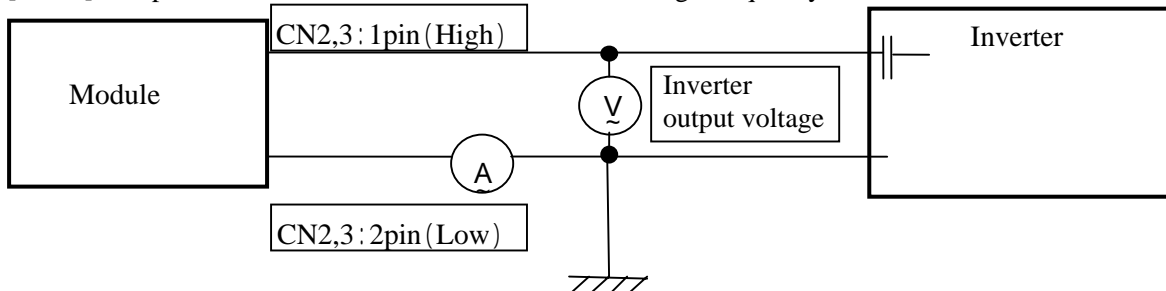 CN2,3:1pin(High)
Inverter
Module
Inverter
output voltage
V
~
A
~
CN2,3:2pin(Low)